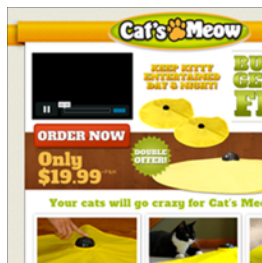 Cat's Meow
KEEP KITTY
ENTERTAINED
DAY & NIGHT!
ORDER NOW
Only
$19.99 +P&H
DOUBLE
OFFER!
Your cats will go crazy for Cat's